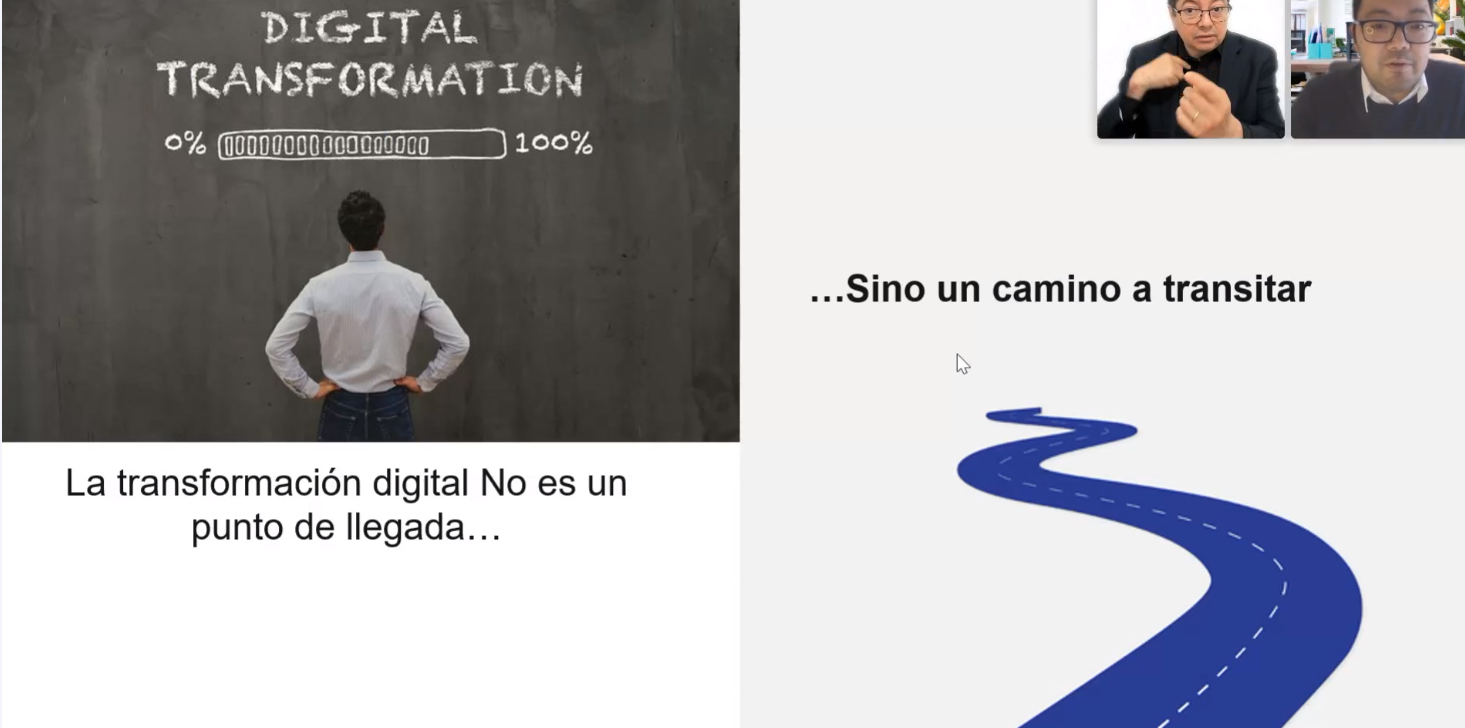 DIGITAL
TRANSFORMATION
0% 100%
La transformación digital No es un
punto de llegada…
…Sino un camino a transitar